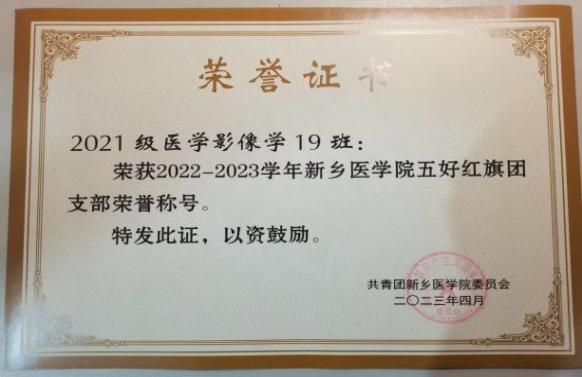 荣誉证书
2021级医学影像学19班：
荣获2022-2023学年新乡医学院五好红旗团
支部荣誉称号。
特发此证，以资鼓励。
共青团新乡医学院委员会
二〇二三年四月